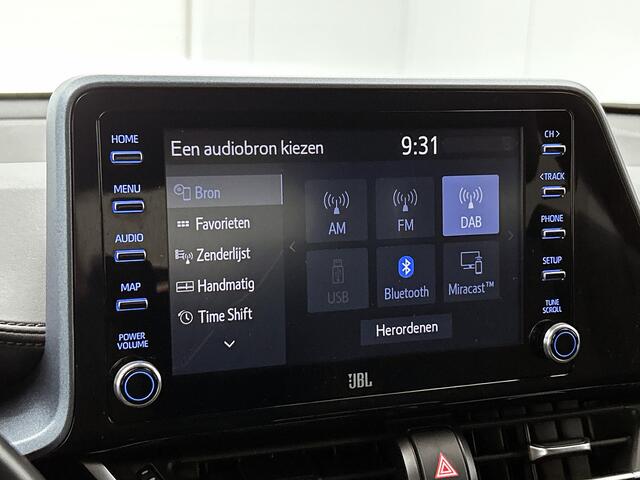 HOME
MENU
AUDIO
MAP
POWER
VOLUME
Een audiobron kiezen
9:31
Bron
Favorieten
Zenderlijst
Handmatig
Time Shift
AM
FM
DAB
USB
Bluetooth
Miracast™
Herordenen
CH>
<TRACK
PHONE
SETUP
TUNE
SCROLL
JBL